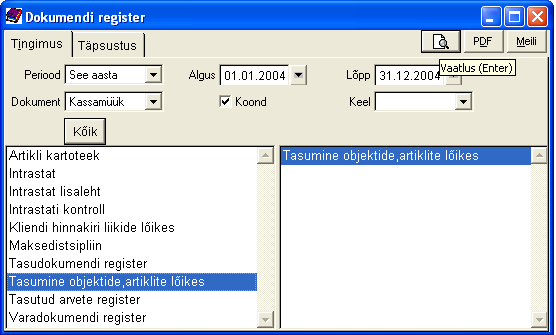 Dokumendi register
Tingimus Täpsustus PDF Meili
Periood See aasta Algus 01.01.2004 Lõpp 31.12.2004
Vaatlus (Enter)
Dokument Kassamüük Koond Keel
Kõik
Artikli kartoteek
Intrastat
Intrastat lisaleht
Intrastati kontroll
Kliendi hinnakiri liikide lõikes
Maksedistsipliin
Tasudokumendi register
Tasumine objektide,artiklite lõikes
Tasutud arvete register
Varadokumendi register
Tasumine objektide,artiklite lõikes